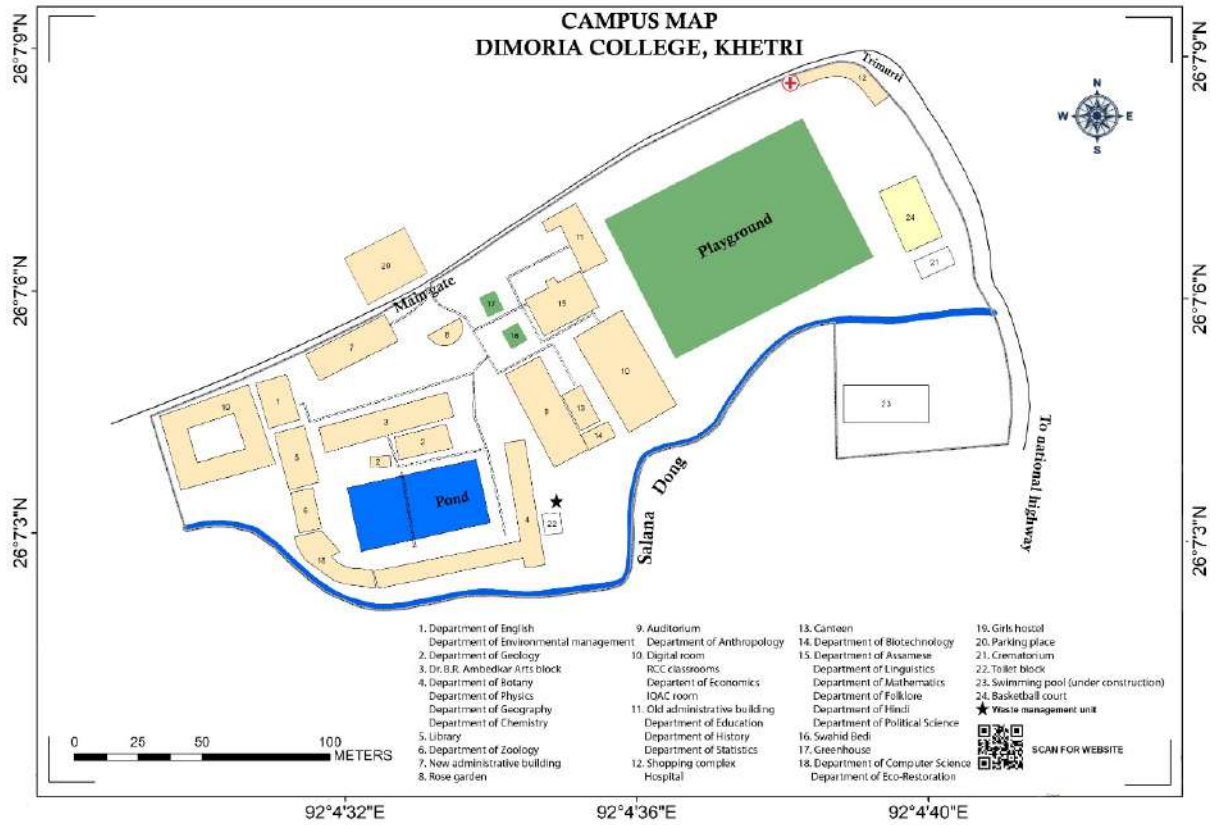 CAMPUS MAP
DIMORIA COLLEGE, KHETRI
26°7'9"N
26°7'9"N
Trimurti
12
N
W E
S
24
Playground
21
11
20
26°7'6"N
26°7'6"N
Main gate
17
15
16
8
7
10
23
1
19
3
9
13
14
5
2
2
To national highway
Pond
Dong
Salana
6
4
22
2
18
26°7'3"N
26°7'3"N
1. Department of English
Department of Environmental management
2. Department of Geology
3. Dr. B.R. Ambedkar Arts block
4. Department of Botany
Department of Physics
Department of Geography
Department of Chemistry
5. Library
6. Department of Zoology
7. New administrative building
8. Rose garden
9. Auditorium
Department of Anthropology
10. Digital room
RCC classrooms
Departent of Economics
IQAC room
11. Old administrative building
Department of Education
Department of History
Department of Statistics
12. Shopping complex
Hospital
13. Canteen
14. Department of Biotechnology
15. Department of Assamese
Department of Linguistics
Department of Mathematics
Department of Folklore
Department of Hindi
Department of Political Science
16. Swahid Bedi
17. Greenhouse
18. Department of Computer Science
Department of Eco-Restoration
19. Girls hostel
20. Parking place
21. Crematorium
22. Toilet block
23. Swimming pool (under construction)
24. Basketball court
Waste management unit
SCAN FOR WEBSITE
0 25 50 100
METERS
92°4'32"E
92°4'36"E
92°4'40"E